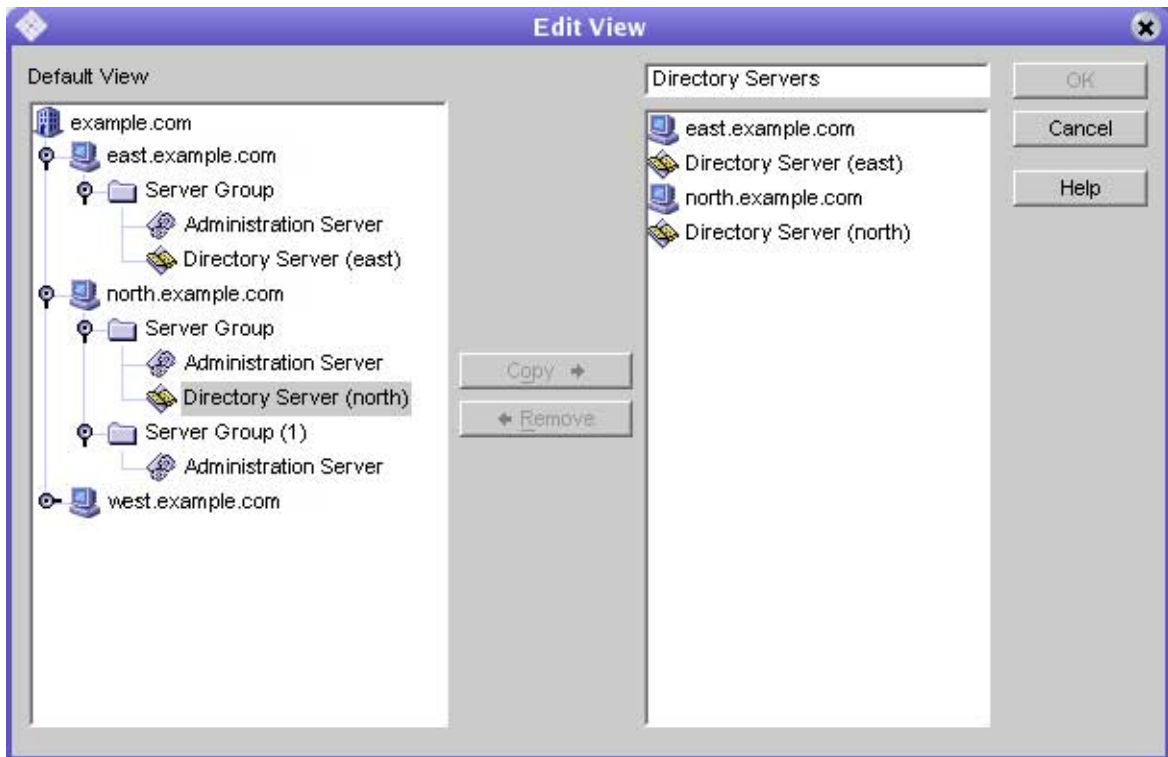 Edit View
Default View
example.com
east.example.com
Server Group
Administration Server
Directory Server (east)
north.example.com
Server Group
Administration Server
Directory Server (north)
Server Group (1)
Administration Server
west.example.com
Copy
Remove
Directory Servers
east.example.com
Directory Server (east)
north.example.com
Directory Server (north)
OK
Cancel
Help